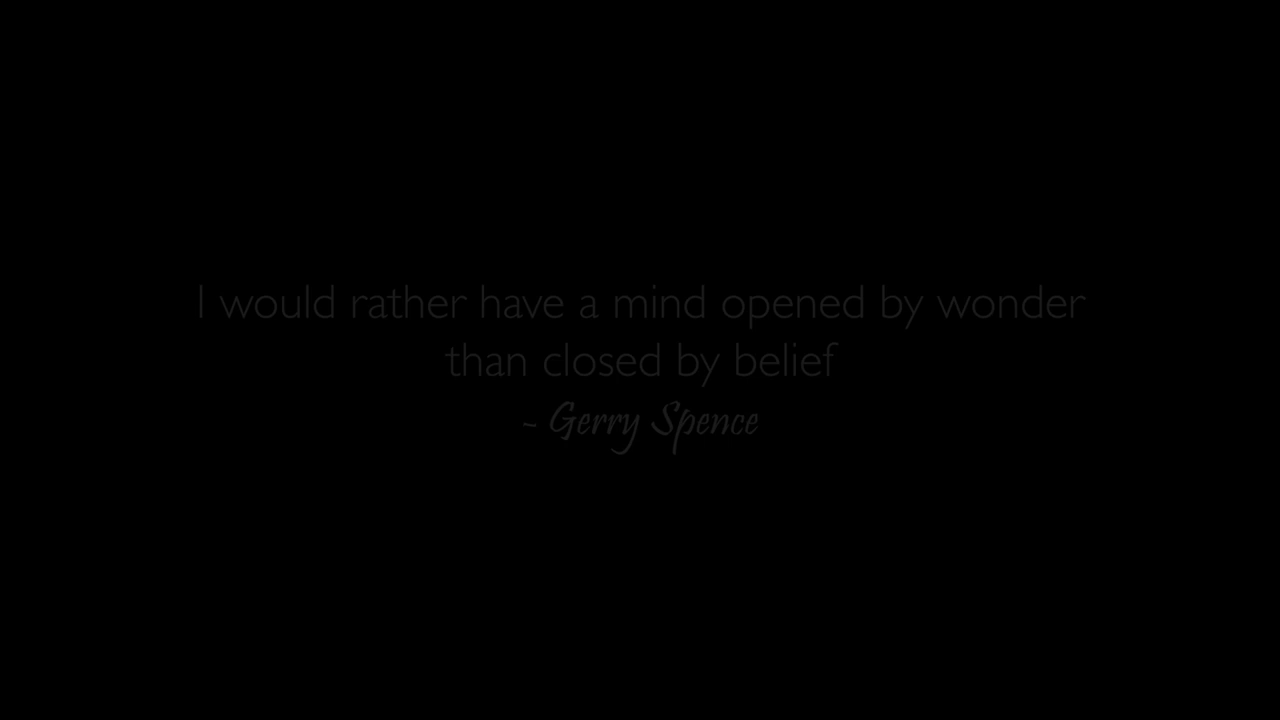 I would rather have a mind opened by wonder
than closed by belief
~ Gerry Spence